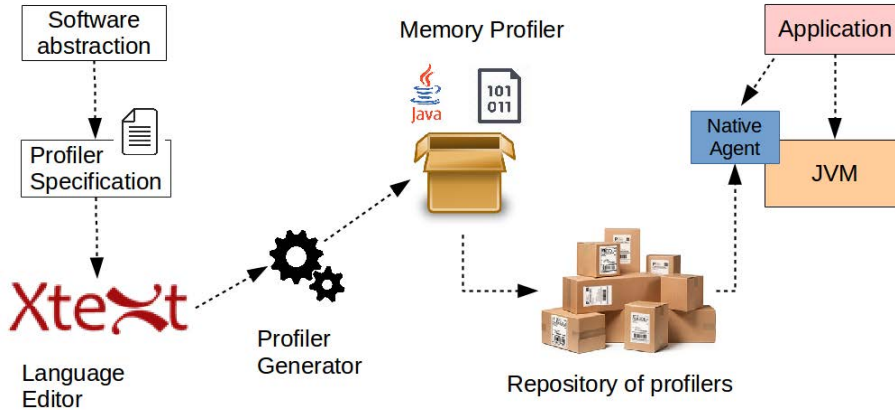 Software
abstraction
Profiler
Specification
Xtext
Language
Editor
Profiler
Generator
Memory Profiler
Java
101
011
Repository of profilers
Application
Native
Agent
JVM